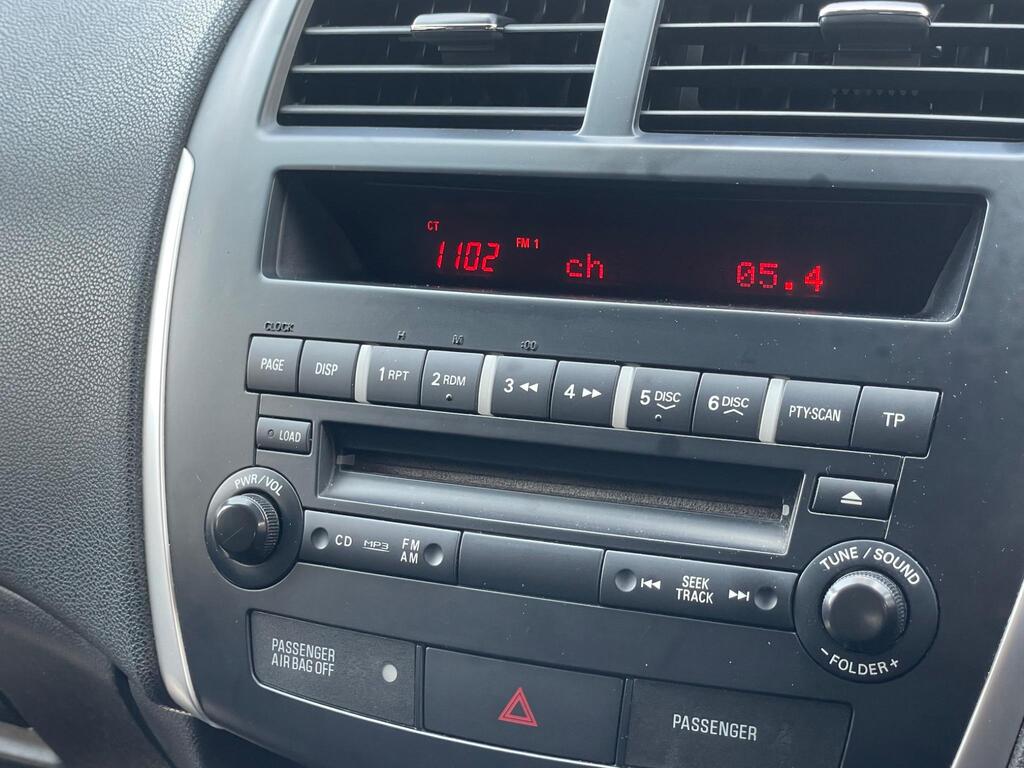 CT
1102 FM 1 ch 05.4
CLOCK H M :00
PAGE DISP 1 RPT 2 RDM 3 4 5 DISC 6 DISC PTY-SCAN TP
LOAD
PWR/VOL
CD MP3 FM AM
SEEK TRACK
TUNE / SOUND
- FOLDER +
PASSENGER
AIR BAG OFF
PASSENGER